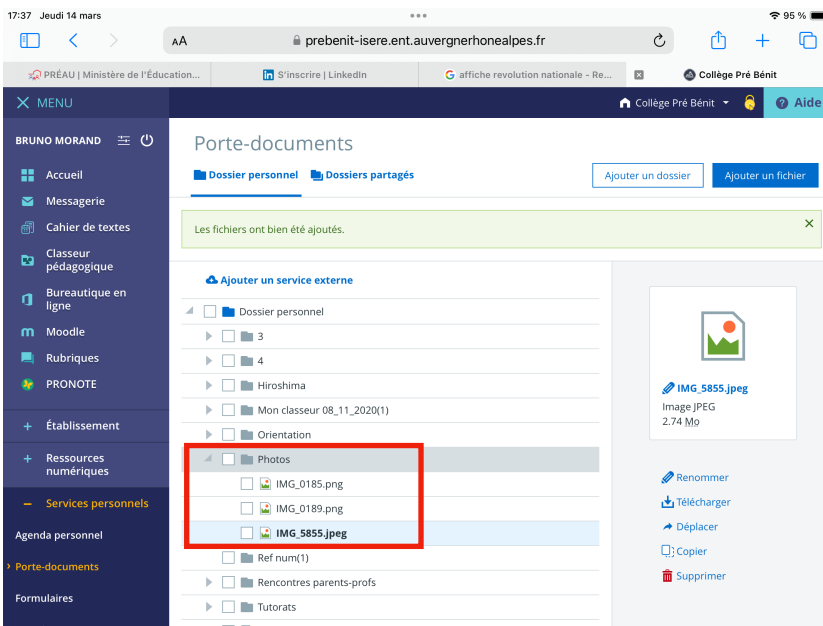 17:37 Jeudi 14 mars
95 %
AA
prebenit-isere.ent.auvergnerhonealpes.fr
PRÉAU | Ministère de l'Éducation...
S'inscrire | LinkedIn
affiche revolution nationale - Re...
Collège Pré Bénit
MENU
Collège Pré Bénit
Aide
BRUNO MORAND
Accueil
Messagerie
Cahier de textes
Classeur
pédagogique
Bureautique en
ligne
Moodle
Rubriques
PRONOTE
+ Établissement
+ Ressources
numériques
– Services personnels
Agenda personnel
› Porte-documents
Formulaires
Porte-documents
Dossier personnel
Dossiers partagés
Ajouter un dossier
Ajouter un fichier
Les fichiers ont bien été ajoutés.
Ajouter un service externe
Dossier personnel
3
4
Hiroshima
Mon classeur 08_11_2020(1)
Orientation
Photos
IMG_0185.png
IMG_0189.png
IMG_5855.jpeg
Ref num(1)
Rencontres parents-profs
Tutorats
IMG_5855.jpeg
Image JPEG
2.74 Mo
Renommer
Télécharger
Déplacer
Copier
Supprimer